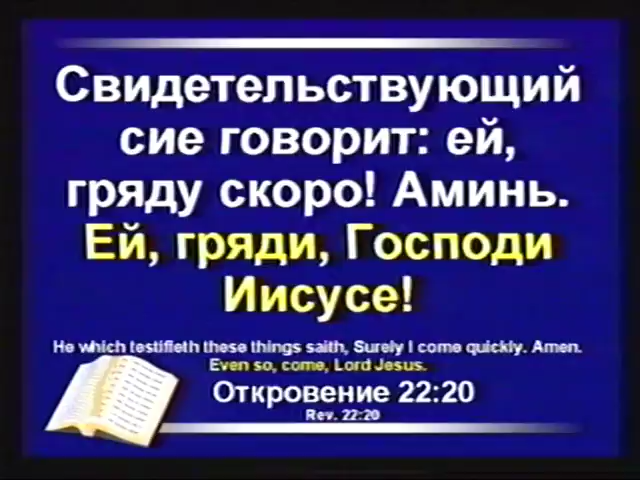 Свидетельствующий
сие говорит: ей,
гряду скоро! Аминь.
Ей, гряди, Господи
Иисусе!
He which testifieth these things saith, Surely I come quickly. Amen.
Even so, come, Lord Jesus.
Откровение 22:20
Rev. 22:20